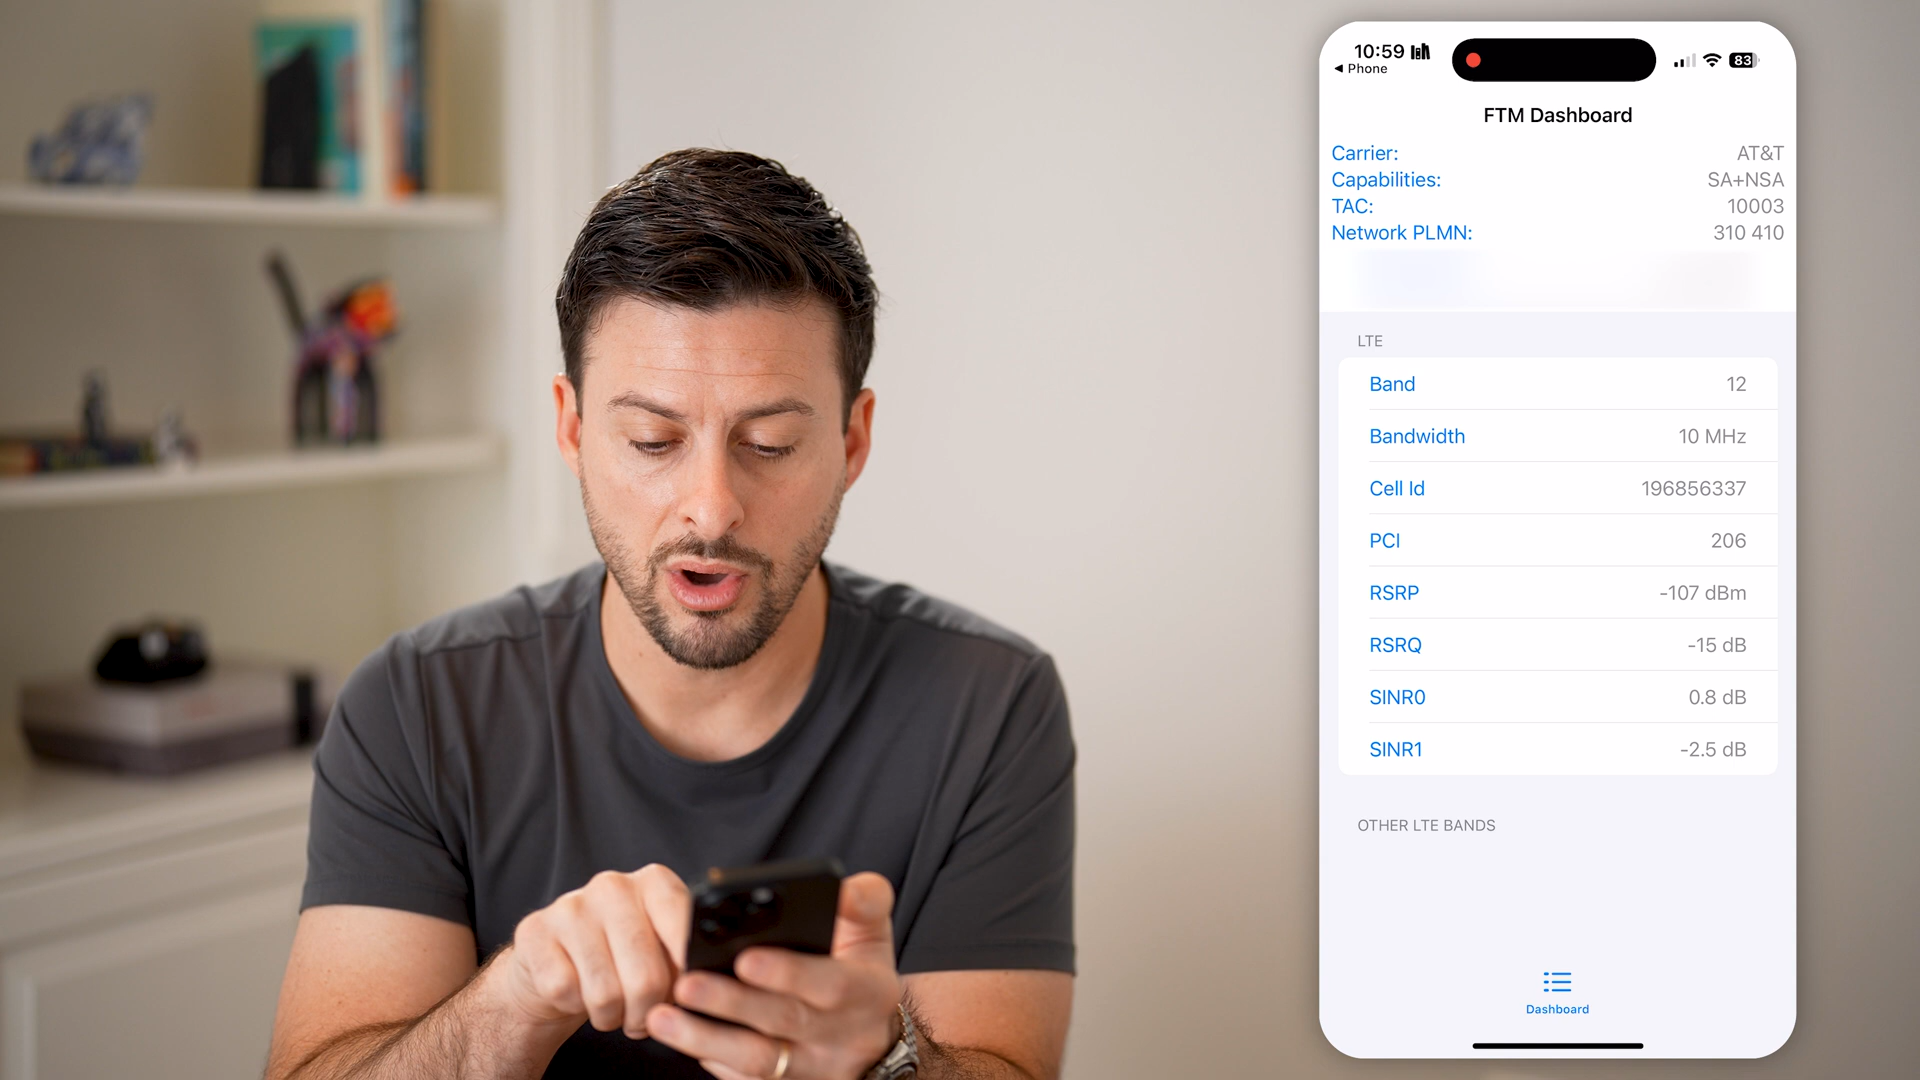 10:59
◀ Phone
83
FTM Dashboard
Carrier: AT&T
Capabilities: SA+NSA
TAC: 10003
Network PLMN: 310 410
LTE
Band 12
Bandwidth 10 MHz
Cell Id 196856337
PCI 206
RSRP -107 dBm
RSRQ -15 dB
SINR0 0.8 dB
SINR1 -2.5 dB
OTHER LTE BANDS
Dashboard